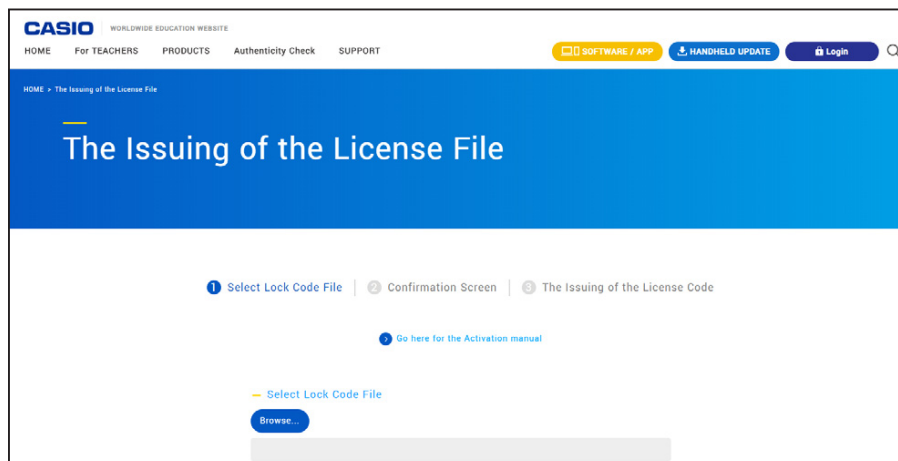 CASIO WORLDWIDE EDUCATION WEBSITE
HOME For TEACHERS PRODUCTS Authenticity Check SUPPORT SOFTWARE / APP HANDHELD UPDATE Login
HOME > The Issuing of the License File
The Issuing of the License File
1 Select Lock Code File 2 Confirmation Screen 3 The Issuing of the License Code
Go here for the Activation manual
Select Lock Code File
Browse...